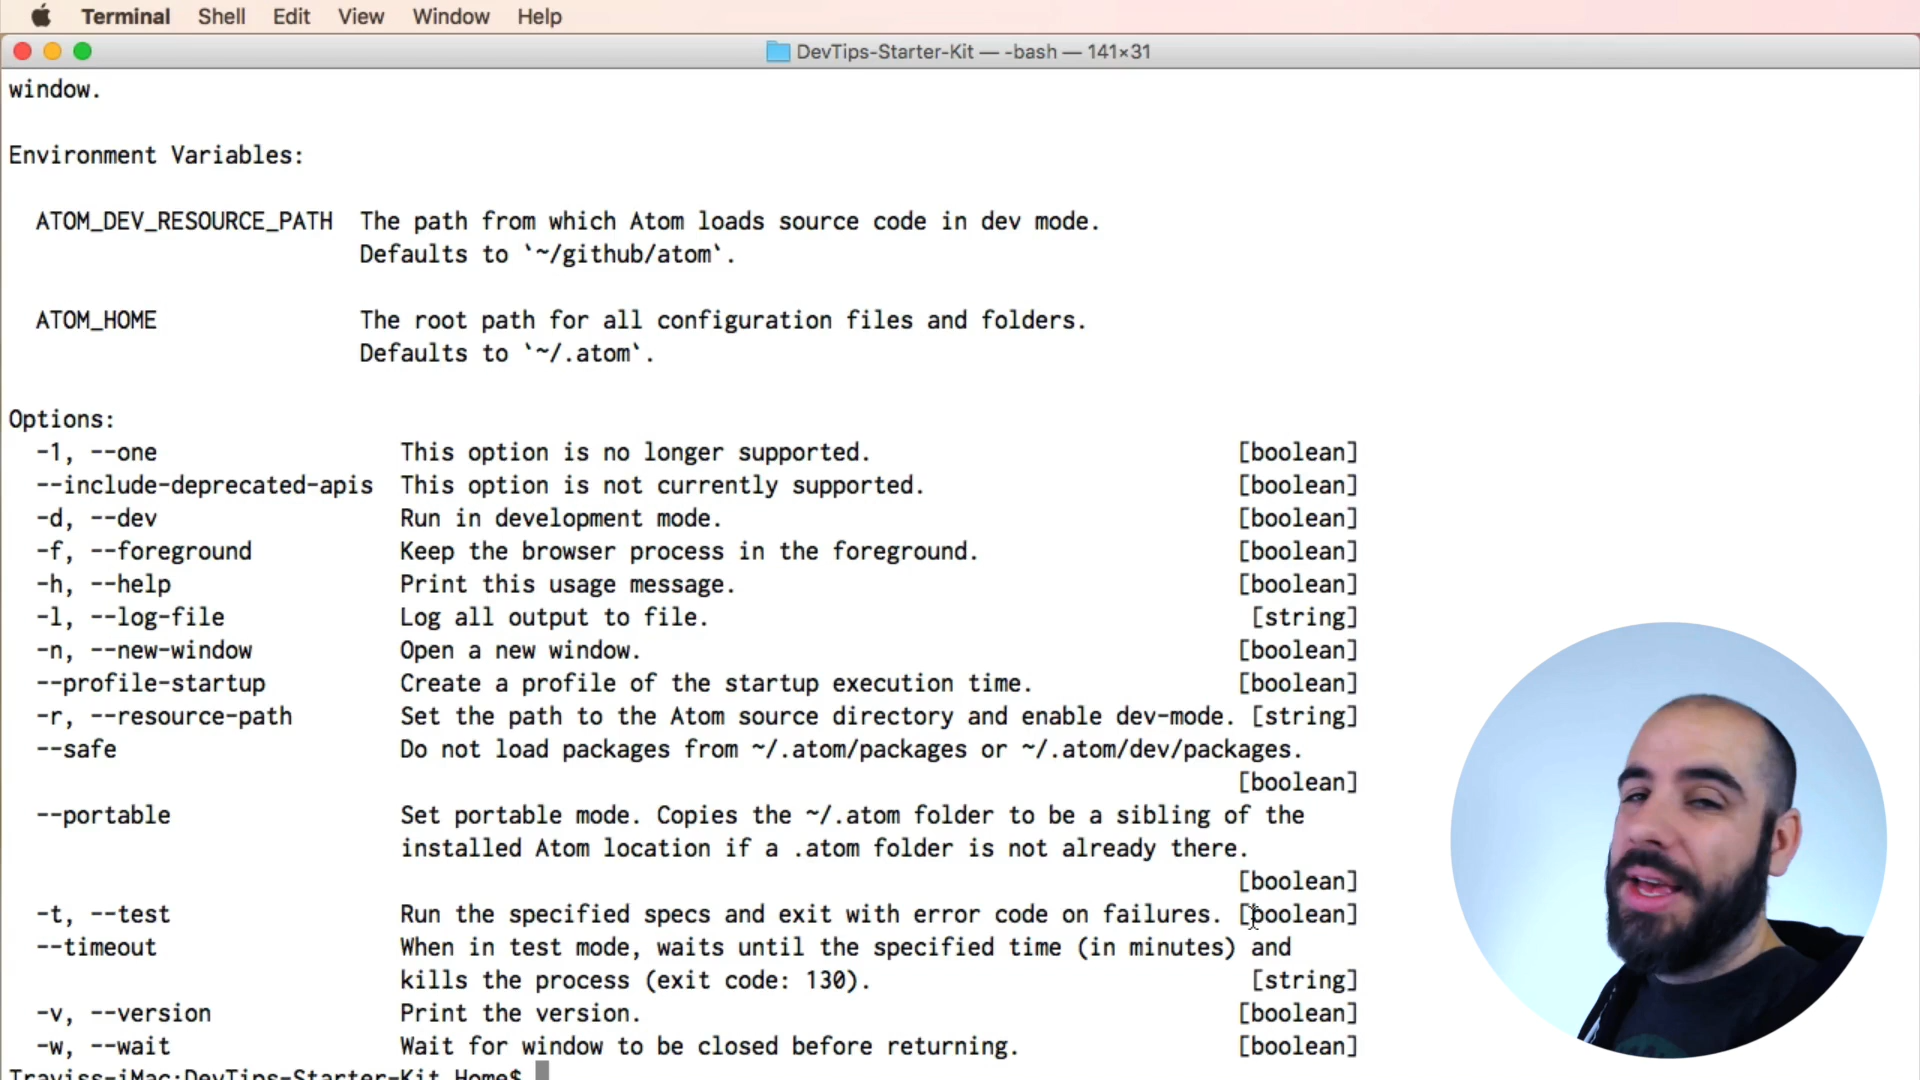 Terminal Shell Edit View Window Help
DevTips-Starter-Kit — -bash — 141×31
window.
Environment Variables:
ATOM_DEV_RESOURCE_PATH The path from which Atom loads source code in dev mode.
Defaults to `~/github/atom`.
ATOM_HOME The root path for all configuration files and folders.
Defaults to `~/.atom`.
Options:
-1, --one This option is no longer supported. [boolean]
--include-deprecated-apis This option is not currently supported. [boolean]
-d, --dev Run in development mode. [boolean]
-f, --foreground Keep the browser process in the foreground. [boolean]
-h, --help Print this usage message. [boolean]
-l, --log-file Log all output to file. [string]
-n, --new-window Open a new window. [boolean]
--profile-startup Create a profile of the startup execution time. [boolean]
-r, --resource-path Set the path to the Atom source directory and enable dev-mode. [string]
--safe Do not load packages from ~/.atom/packages or ~/.atom/dev/packages.
[boolean]
--portable Set portable mode. Copies the ~/.atom folder to be a sibling of the
installed Atom location if a .atom folder is not already there.
[boolean]
-t, --test Run the specified specs and exit with error code on failures. [boolean]
--timeout When in test mode, waits until the specified time (in minutes) and
kills the process (exit code: 130). [string]
-v, --version Print the version. [boolean]
-w, --wait Wait for window to be closed before returning. [boolean]
Traviss-iMac:DevTips-Starter-Kit Home$